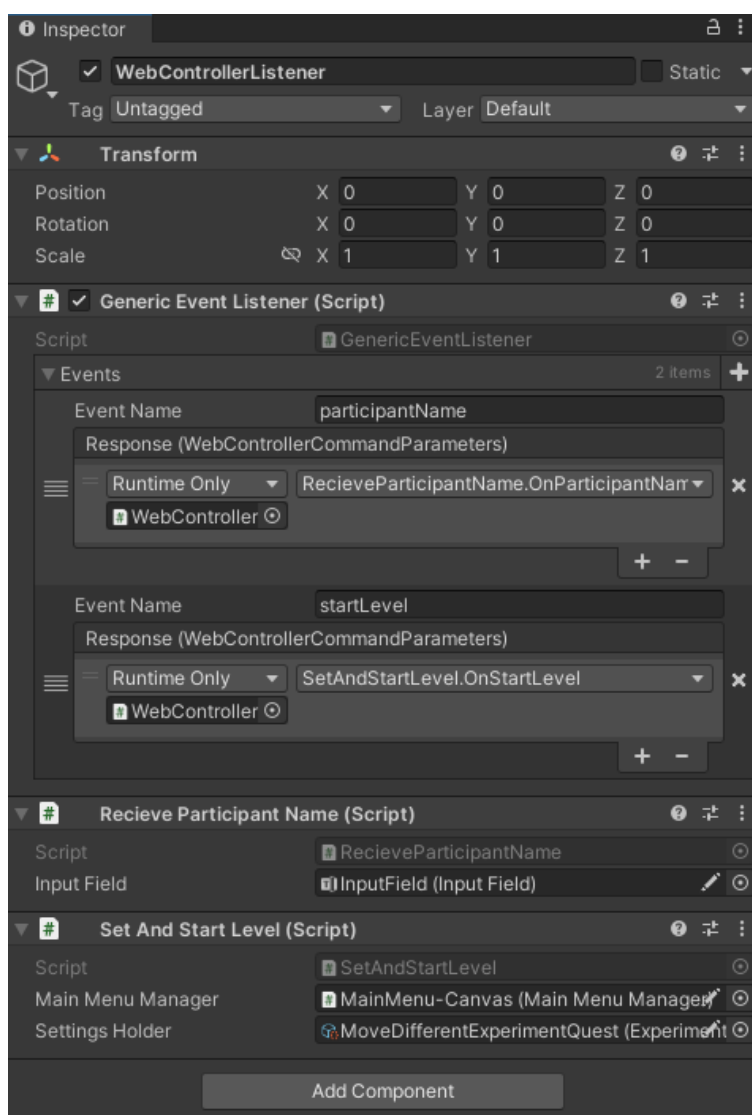 Inspector
WebControllerListener Static
Tag Untagged Layer Default
Transform
Position X 0 Y 0 Z 0
Rotation X 0 Y 0 Z 0
Scale X 1 Y 1 Z 1
# Generic Event Listener (Script)
Script GenericEventListener
Events 2 items
Event Name participantName
Response (WebControllerCommandParameters)
Runtime Only RecieveParticipantName.OnParticipantNam
WebController
Event Name startLevel
Response (WebControllerCommandParameters)
Runtime Only SetAndStartLevel.OnStartLevel
WebController
# Recieve Participant Name (Script)
Script RecieveParticipantName
Input Field InputField (Input Field)
# Set And Start Level (Script)
Script SetAndStartLevel
Main Menu Manager MainMenu-Canvas (Main Menu Manager)
Settings Holder MoveDifferentExperimentQuest (Experiment
Add Component